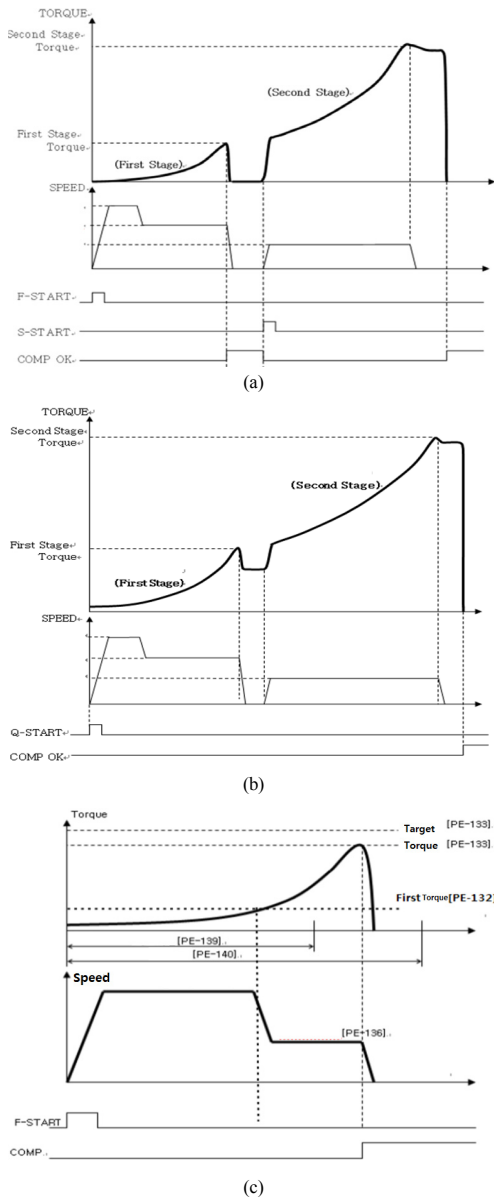 TORQUE
Second Stage
Torque
(Second Stage)
First Stage
Torque
(First Stage)
SPEED
F-START
S-START
COMP OK
(a)
TORQUE
Second Stage
Torque
(Second Stage)
First Stage
Torque
(First Stage)
SPEED
Q-START
COMP OK
(b)
Torque
Target [PE-133]
Torque [PE-133]
First Torque[PE-132]
[PE-139]
[PE-140]
Speed
[PE-136]
F-START
COMP.
(c)